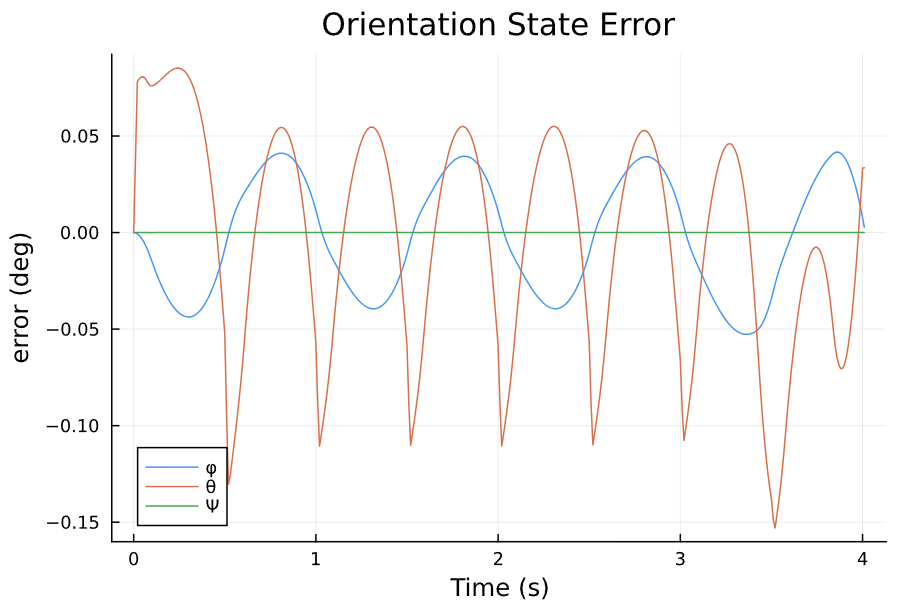 Orientation State Error
error (deg)
0.05
0.00
−0.05
−0.10
−0.15
φ
θ
Ψ
0 1 2 3 4
Time (s)